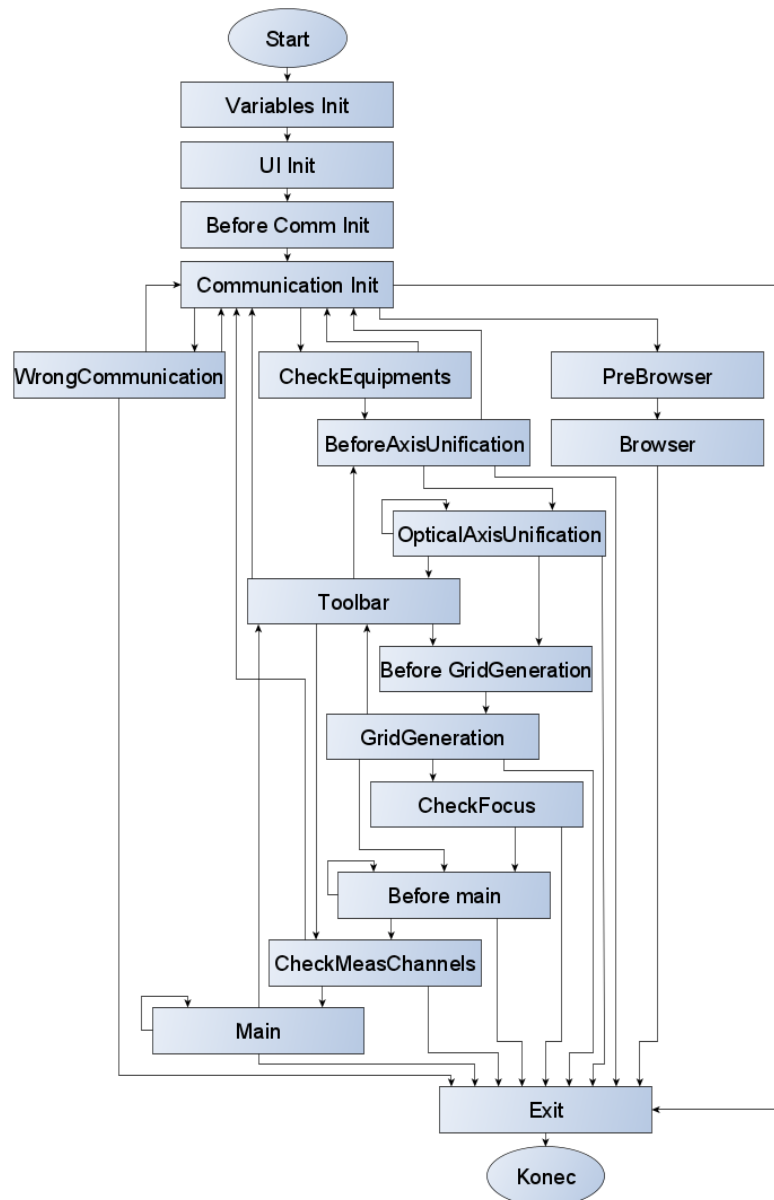 Start
Variables Init
UI Init
Before Comm Init
Communication Init
WrongCommunication
CheckEquipments
PreBrowser
BeforeAxisUnification
Browser
OpticalAxisUnification
Toolbar
Before GridGeneration
GridGeneration
CheckFocus
Before main
CheckMeasChannels
Main
Exit
Konec